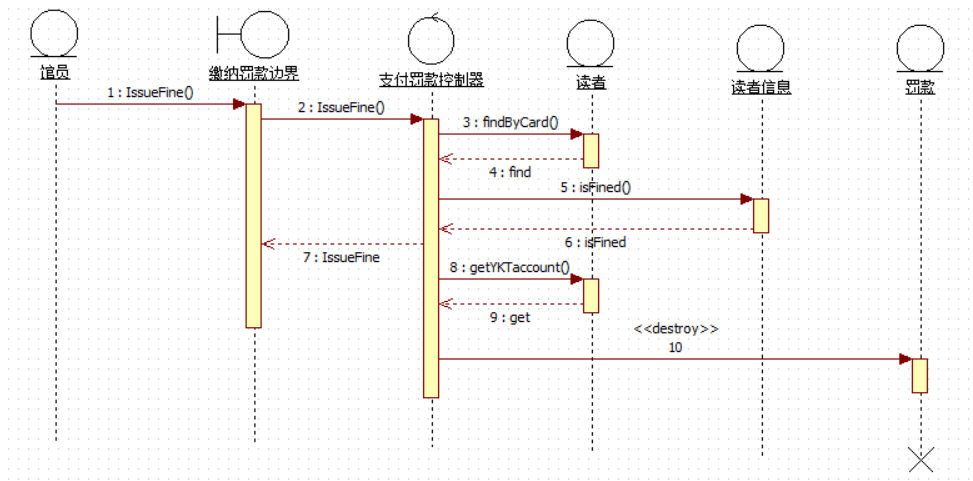 馆员
缴纳罚款边界
支付罚款控制器
读者
读者信息
罚款
1 : IssueFine()
2 : IssueFine()
3 : findByCard()
4 : find
5 : isFined()
6 : isFined
7 : IssueFine
8 : getYKTaccount()
9 : get
<<destroy>>
10